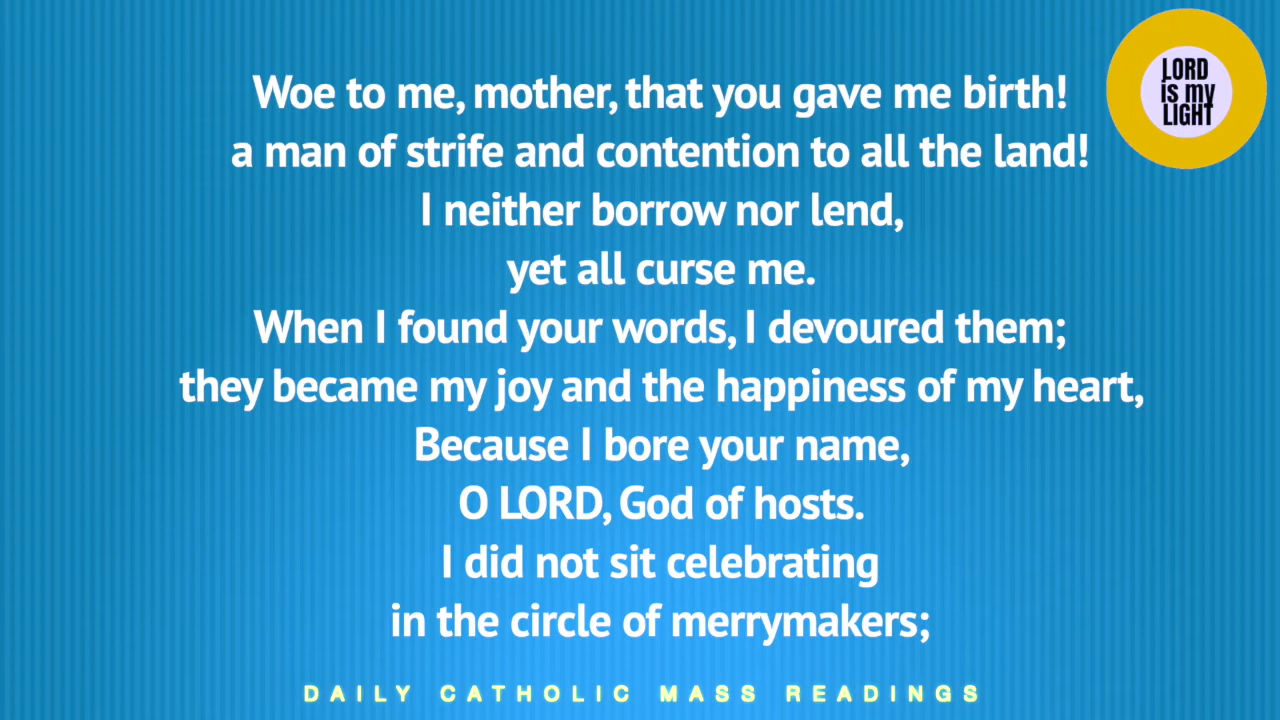 Woe to me, mother, that you gave me birth!
a man of strife and contention to all the land!
I neither borrow nor lend,
yet all curse me.
When I found your words, I devoured them;
they became my joy and the happiness of my heart,
Because I bore your name,
O LORD, God of hosts.
I did not sit celebrating
in the circle of merrymakers;
LORD
is my
LIGHT
DAILY CATHOLIC MASS READINGS